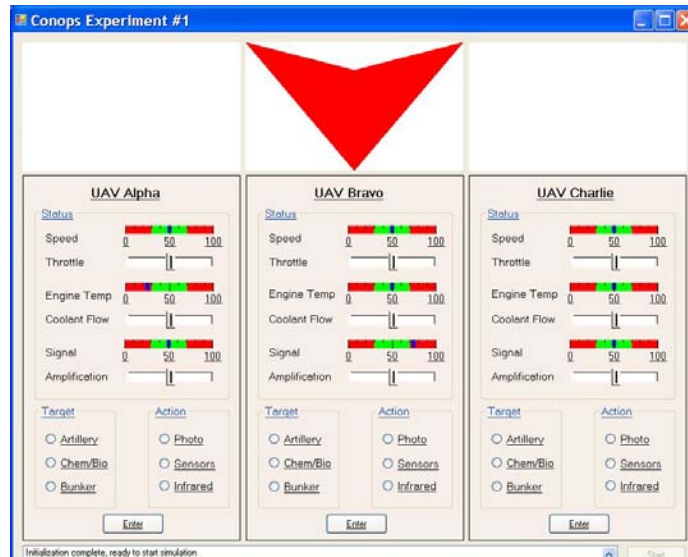 Conops Experiment #1
UAV Alpha
Status
Speed
0 50 100
Throttle
Engine Temp
0 50 100
Coolant Flow
Signal
0 50 100
Amplification
Target
Artillery
Chem/Bio
Bunker
Action
Photo
Sensors
Infrared
Enter
UAV Bravo
Status
Speed
0 50 100
Throttle
Engine Temp
0 50 100
Coolant Flow
Signal
0 50 100
Amplification
Target
Artillery
Chem/Bio
Bunker
Action
Photo
Sensors
Infrared
Enter
UAV Charlie
Status
Speed
0 50 100
Throttle
Engine Temp
0 50 100
Coolant Flow
Signal
0 50 100
Amplification
Target
Artillery
Chem/Bio
Bunker
Action
Photo
Sensors
Infrared
Enter
Initialization complete, ready to start simulation
Start